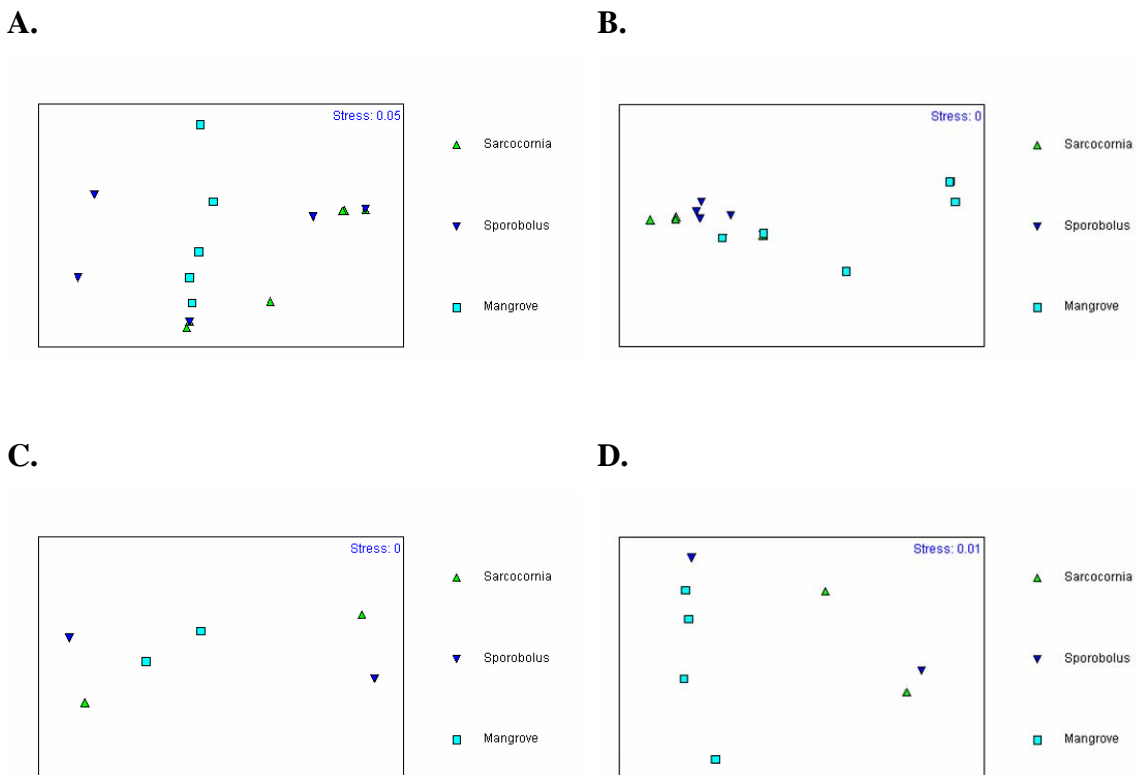 A.
Stress: 0.05
Sarcocornia
Sporobolus
Mangrove
B.
Stress: 0
Sarcocornia
Sporobolus
Mangrove
C.
Stress: 0
Sarcocornia
Sporobolus
Mangrove
D.
Stress: 0.01
Sarcocornia
Sporobolus
Mangrove